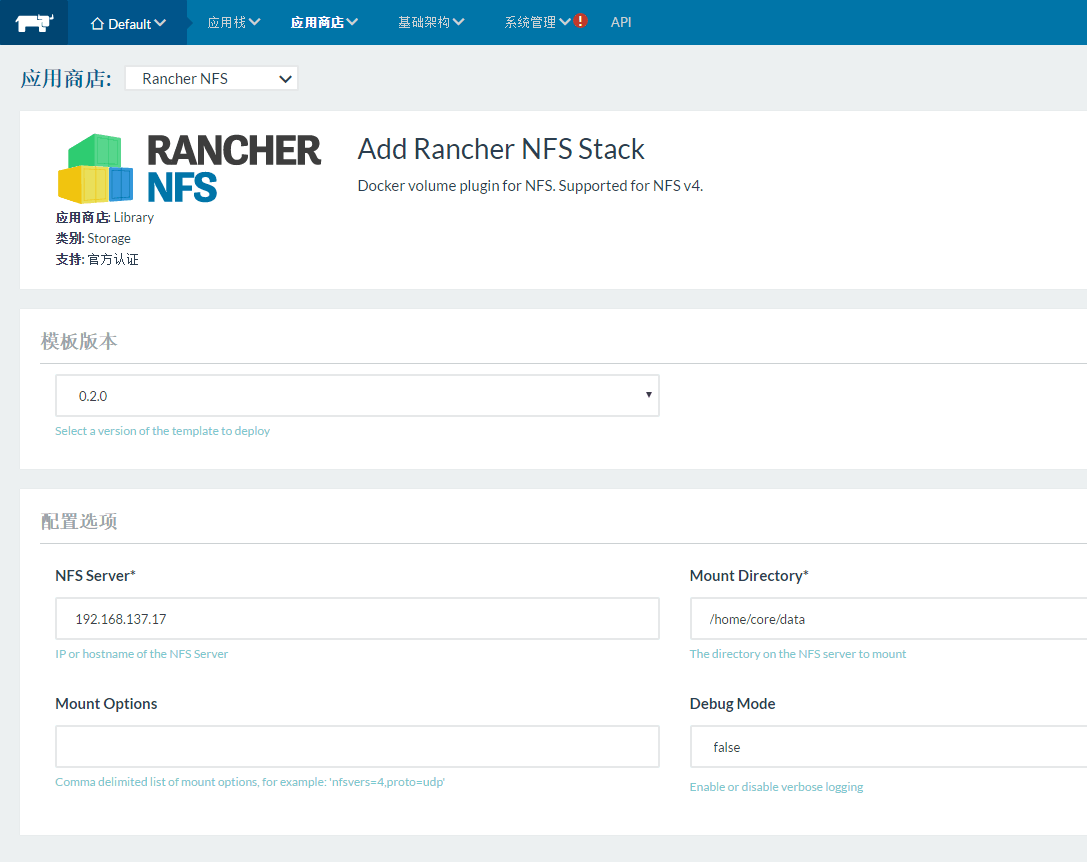 Default 应用栈 应用商店 基础架构 系统管理 ! API
应用商店: Rancher NFS
RANCHER
NFS
Add Rancher NFS Stack
Docker volume plugin for NFS. Supported for NFS v4.
应用商店: Library
类别: Storage
支持: 官方认证
模板版本
0.2.0
Select a version of the template to deploy
配置选项
NFS Server* Mount Directory*
192.168.137.17 /home/core/data
IP or hostname of the NFS Server The directory on the NFS server to mount
Mount Options Debug Mode
false
Comma delimited list of mount options, for example: 'nfsvers=4,proto=udp' Enable or disable verbose logging